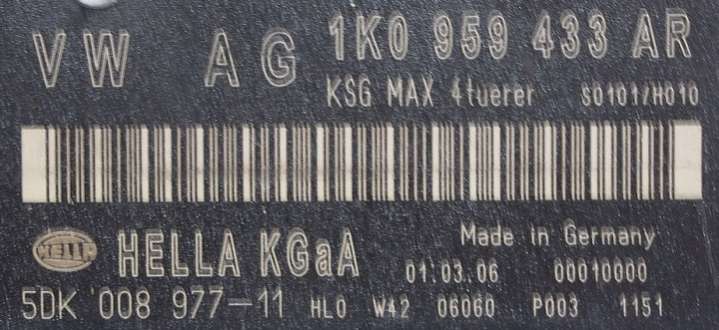 VW AG 1K0 959 433 AR
KSG MAX 4tuerer S0101/H010
HELLA
HELLA KGaA Made in Germany
01.03.06 00010000
5DK 008 977-11 HL0 W42 06060 P003 1151